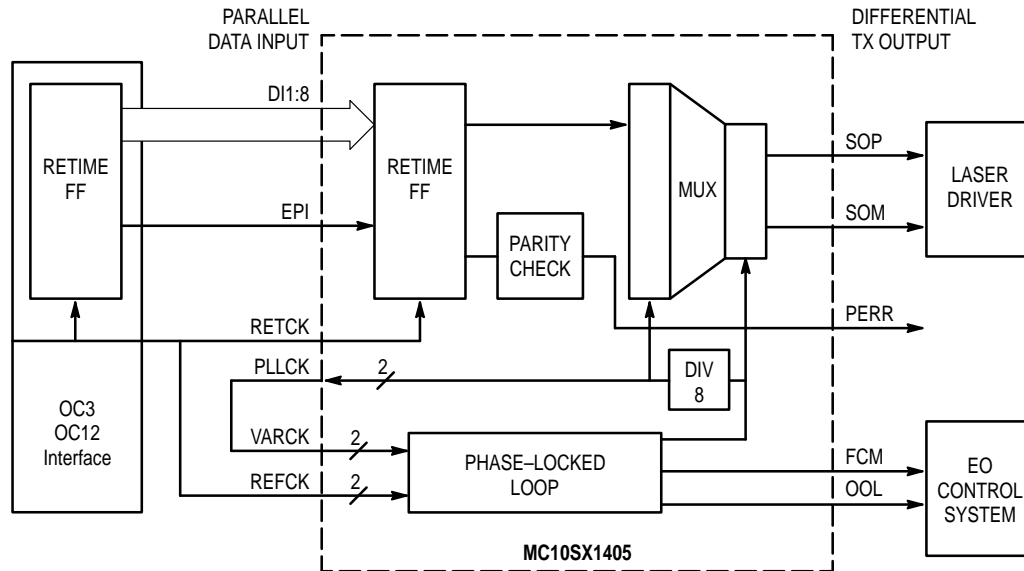 PARALLEL
DATA INPUT
DIFFERENTIAL
TX OUTPUT
DI1:8
RETIME
FF
RETIME
FF
MUX
SOP
LASER
DRIVER
EPI
PARITY
CHECK
SOM
RETCK
PERR
PLLCK
2
DIV
8
OC3
OC12
Interface
VARCK
2
PHASE–LOCKED
LOOP
FCM
EO
CONTROL
SYSTEM
REFCK
2
OOL
MC10SX1405